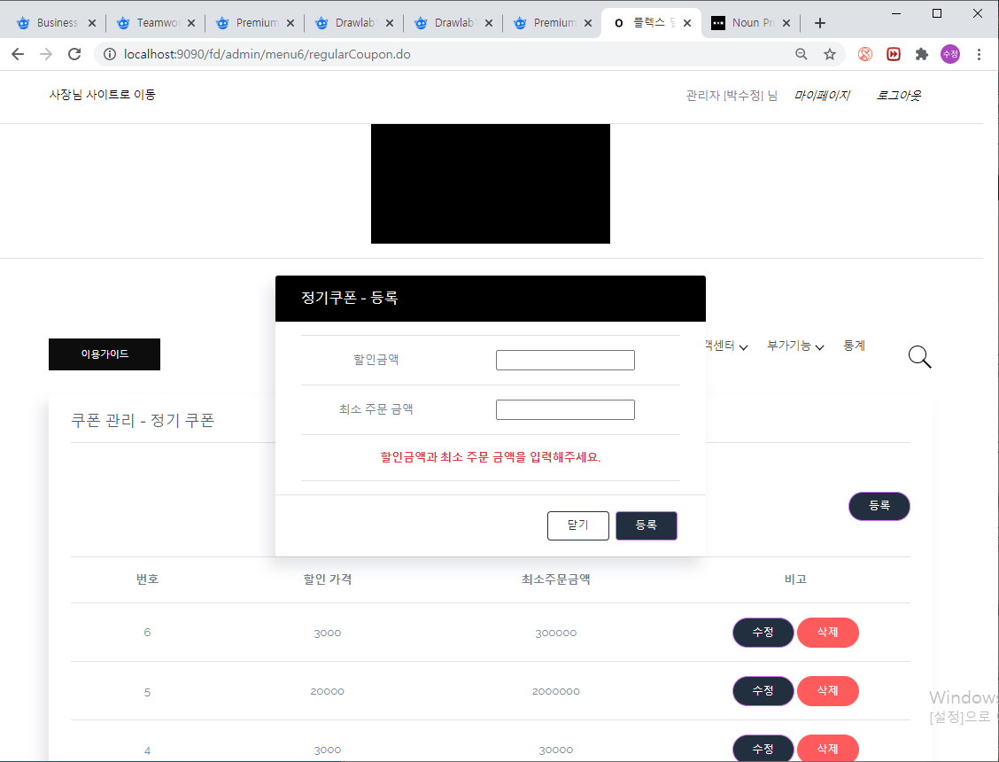 Business
Teamwo
Premium
Drawlab
Drawlab
Premium
플렉스
Noun Pr
localhost:9090/fd/admin/menu6/regularCoupon.do
수정
사장님 사이트로 이동
관리자 [박수정] 님 마이페이지 로그아웃
정기쿠폰 - 등록
할인금액
최소 주문 금액
할인금액과 최소 주문 금액을 입력해주세요.
닫기 등록
이용가이드
객센터 부가기능 통계
쿠폰 관리 - 정기 쿠폰
등록
번호 할인 가격 최소주문금액 비고
6 3000 300000 수정 삭제
5 20000 2000000 수정 삭제
4 3000 30000 수정 삭제
Windows
[설정]으로